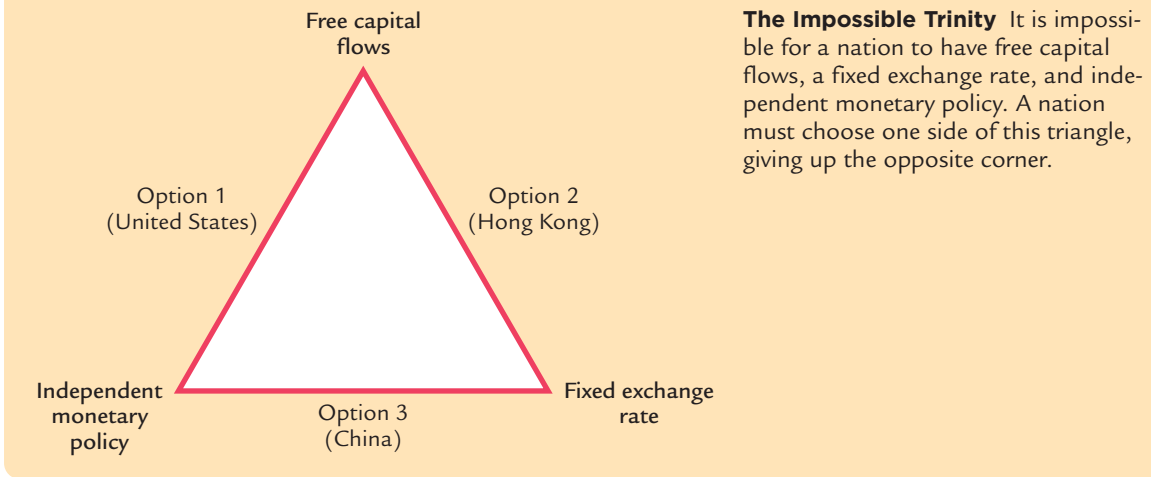 Free capital
flows
The Impossible Trinity It is impossi-
ble for a nation to have free capital
flows, a fixed exchange rate, and inde-
pendent monetary policy. A nation
must choose one side of this triangle,
giving up the opposite corner.
Option 1
(United States)
Option 2
(Hong Kong)
Independent
monetary
policy
Option 3
(China)
Fixed exchange
rate